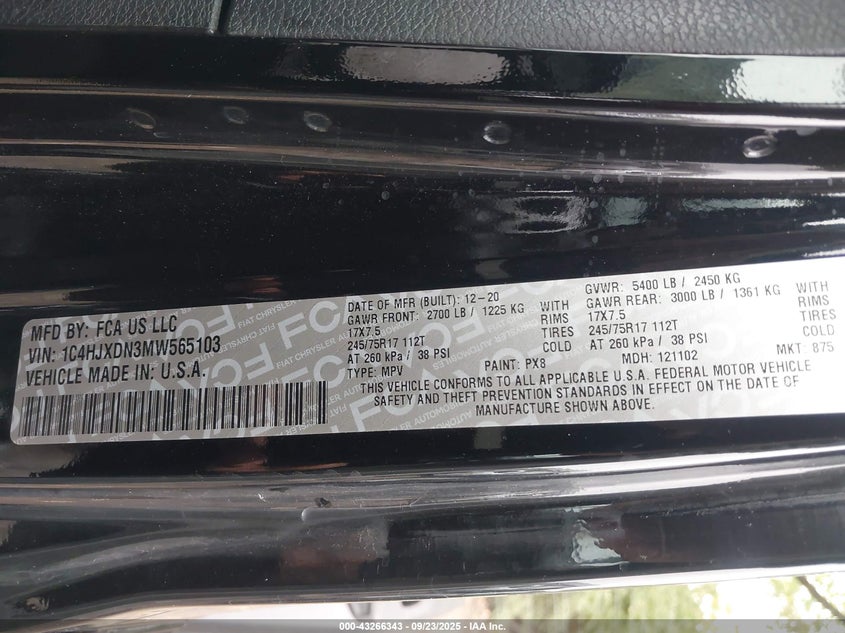 MFD BY: FCA US LLC
VIN: 1C4HJXDN3MW565103
VEHICLE MADE IN: U.S.A.
DATE OF MFR (BUILT): 12-20
GAWR FRONT: 2700 LB / 1225 KG WITH
17X7.5 RIMS
245/75R17 112T TIRES
AT 260 kPa / 38 PSI COLD
TYPE: MPV
GVWR: 5400 LB / 2450 KG
GAWR REAR: 3000 LB / 1361 KG WITH
17X7.5 RIMS
245/75R17 112T TIRES
AT 260 kPa / 38 PSI COLD
PAINT: PX8 MDH: 121102 MKT: 875
THIS VEHICLE CONFORMS TO ALL APPLICABLE U.S.A. FEDERAL MOTOR VEHICLE
SAFETY AND THEFT PREVENTION STANDARDS IN EFFECT ON THE DATE OF
MANUFACTURE SHOWN ABOVE.
000-43266343 - 09/23/2025 - IAA Inc.